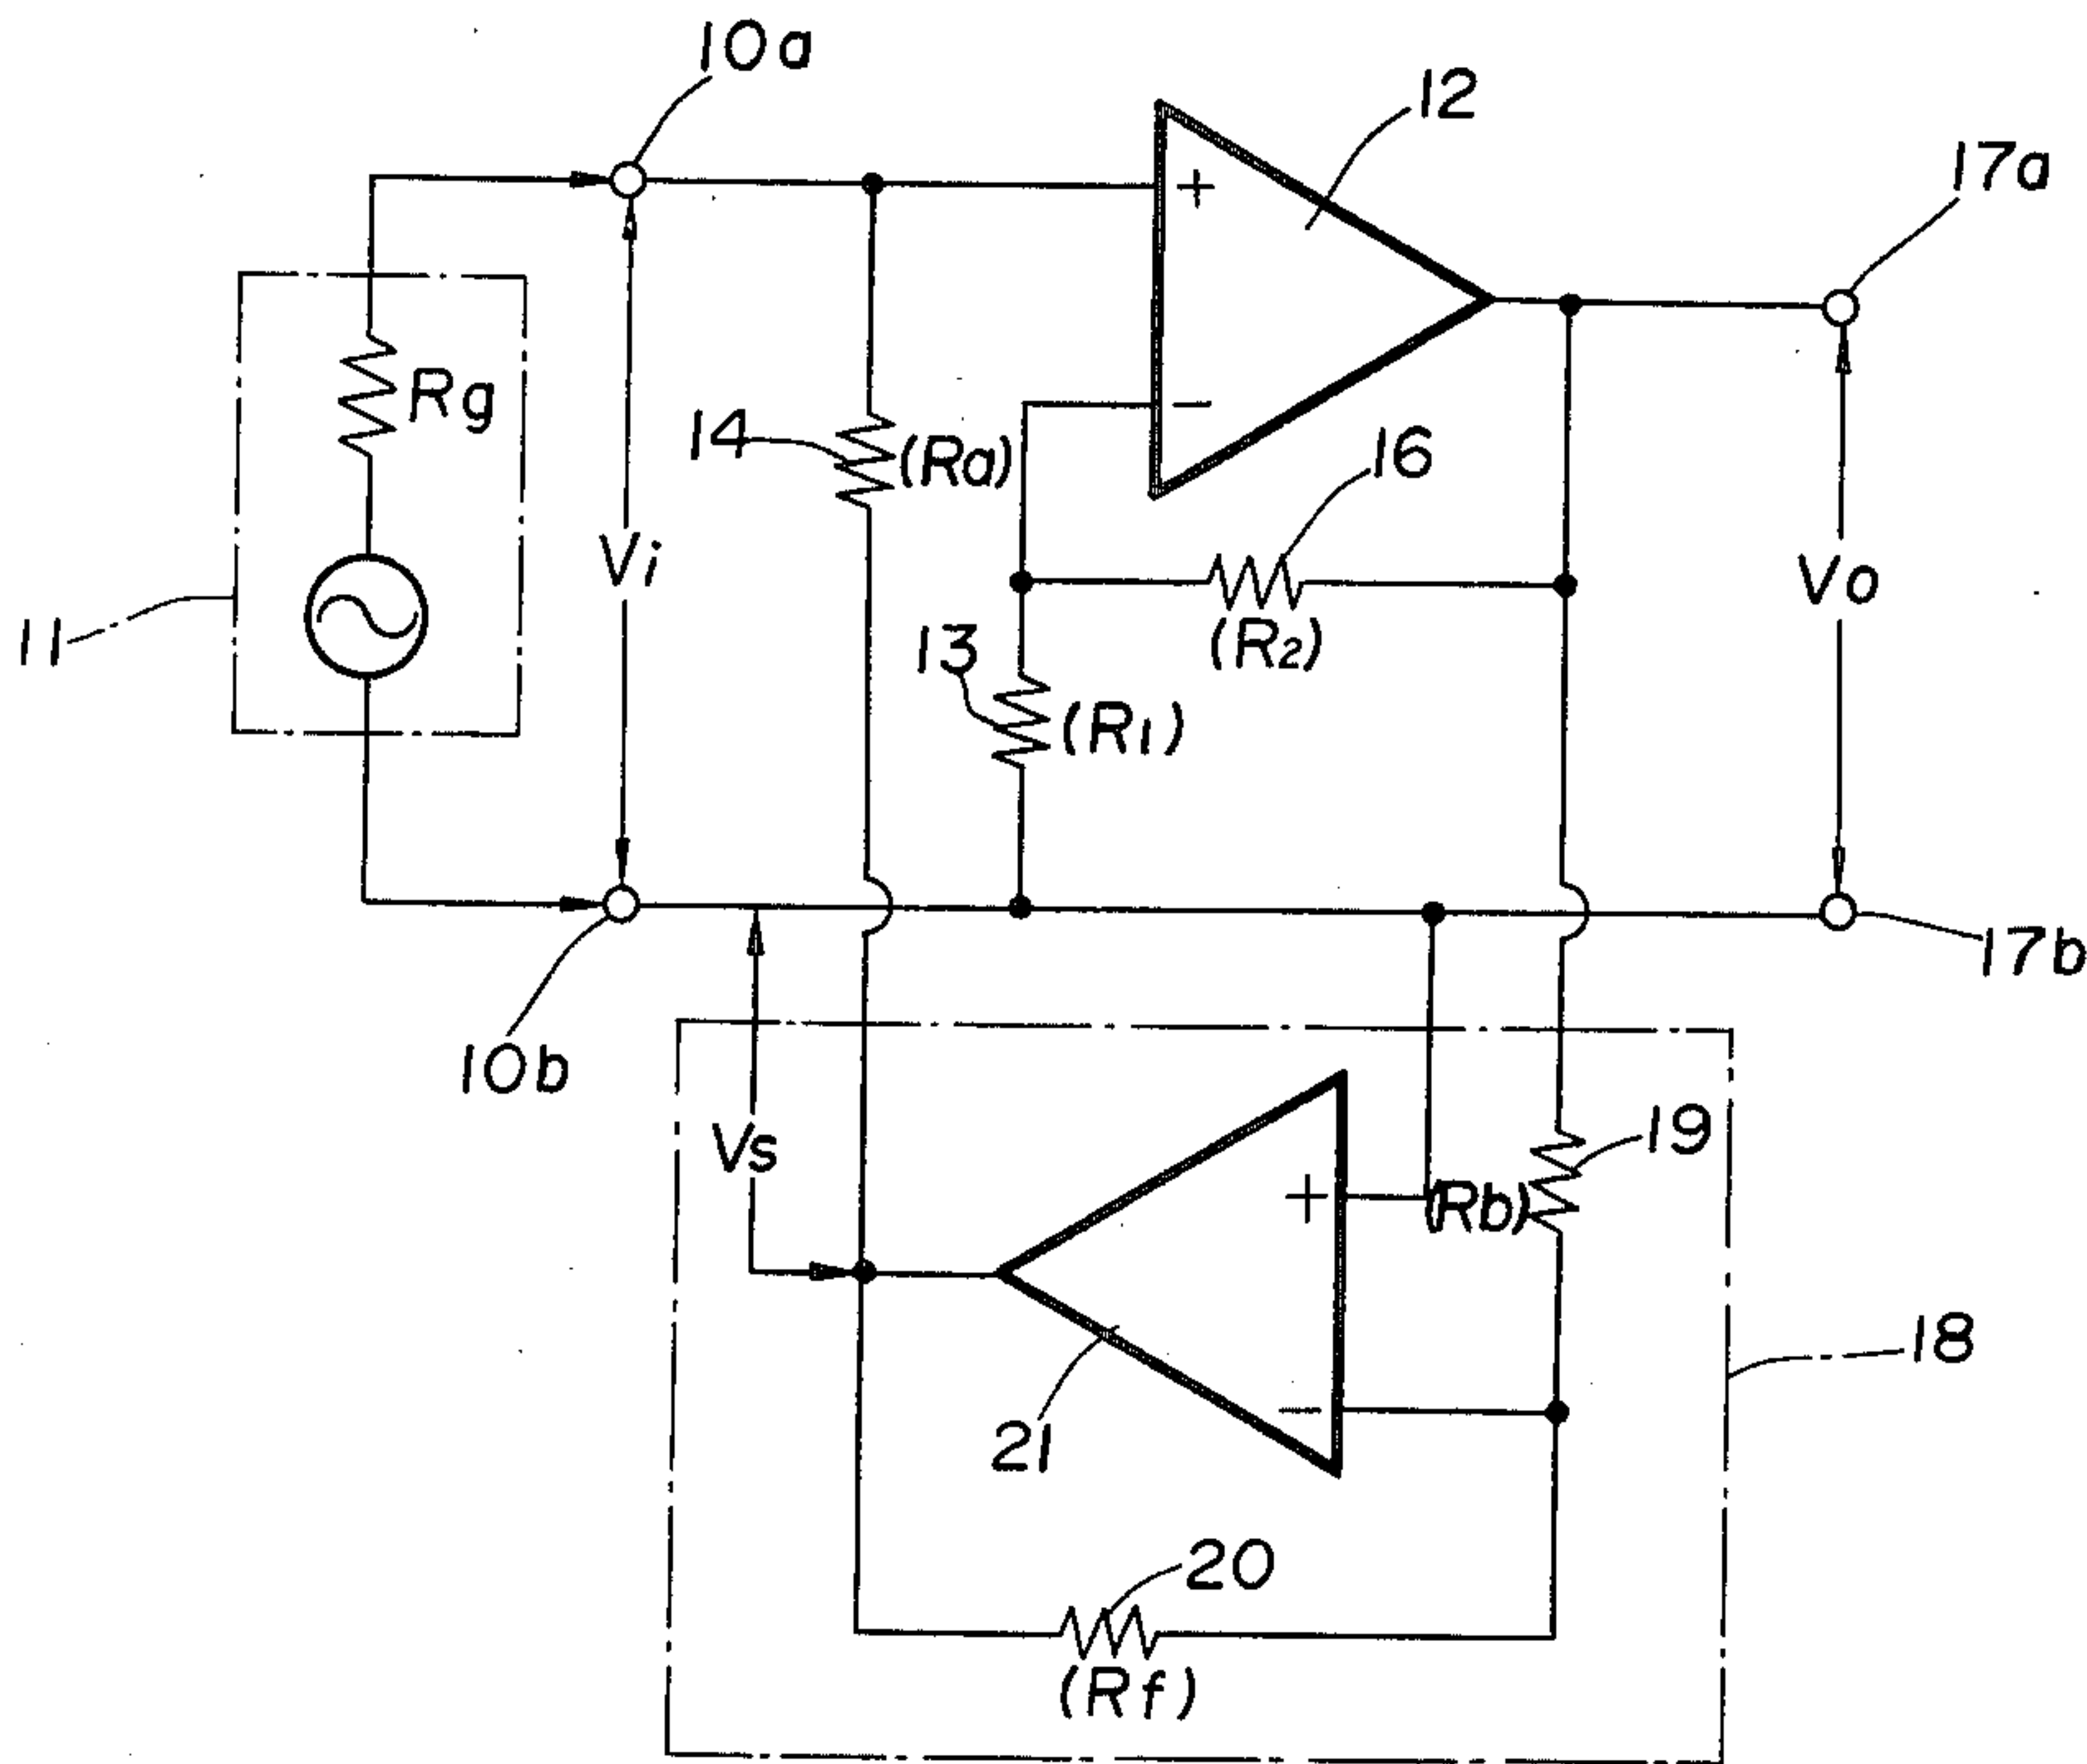 10a
12
17a
+
Rg
14
(Ra)
−
16
Vi
Vo
11
13
(R2)
(R1)
17b
10b
Vs
19
+
(Rb)
18
21
−
20
(Rf)